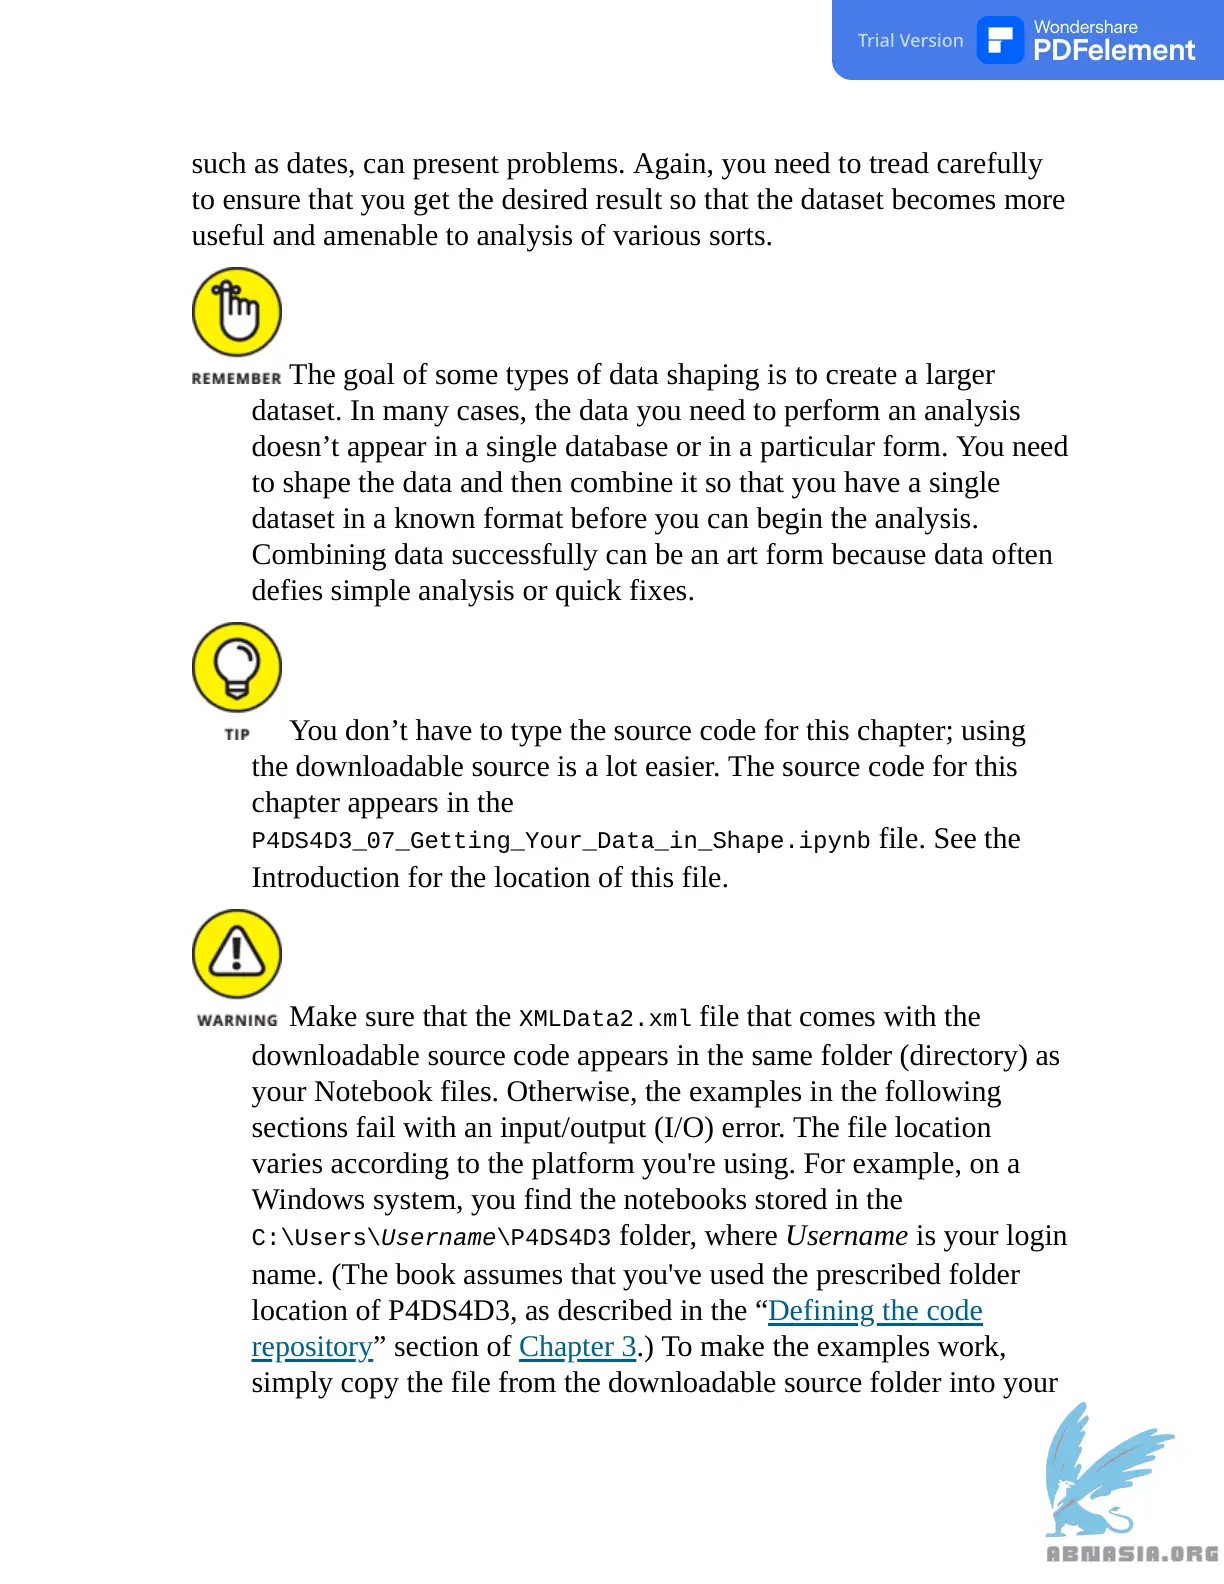 Trial Version
Wondershare
PDFelement
such as dates, can present problems. Again, you need to tread carefully
to ensure that you get the desired result so that the dataset becomes more
useful and amenable to analysis of various sorts.
REMEMBER The goal of some types of data shaping is to create a larger
dataset. In many cases, the data you need to perform an analysis
doesn’t appear in a single database or in a particular form. You need
to shape the data and then combine it so that you have a single
dataset in a known format before you can begin the analysis.
Combining data successfully can be an art form because data often
defies simple analysis or quick fixes.
TIP You don’t have to type the source code for this chapter; using
the downloadable source is a lot easier. The source code for this
chapter appears in the
P4DS4D3_07_Getting_Your_Data_in_Shape.ipynb file. See the
Introduction for the location of this file.
WARNING Make sure that the XMLData2.xml file that comes with the
downloadable source code appears in the same folder (directory) as
your Notebook files. Otherwise, the examples in the following
sections fail with an input/output (I/O) error. The file location
varies according to the platform you're using. For example, on a
Windows system, you find the notebooks stored in the
C:\Users\Username\P4DS4D3 folder, where Username is your login
name. (The book assumes that you've used the prescribed folder
location of P4DS4D3, as described in the “Defining the code
repository” section of Chapter 3.) To make the examples work,
simply copy the file from the downloadable source folder into your
ABNASIA.ORG